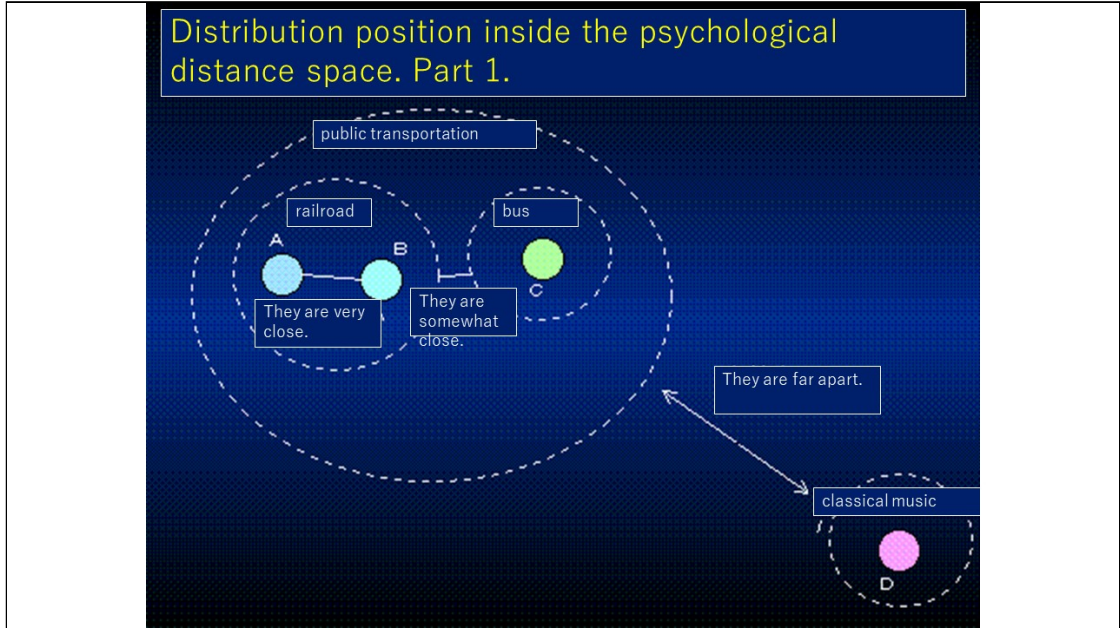 Distribution position inside the psychological
distance space. Part 1.
public transportation
railroad
bus
A
B
C
They are very
close.
They are
somewhat
close.
They are far apart.
classical music
D